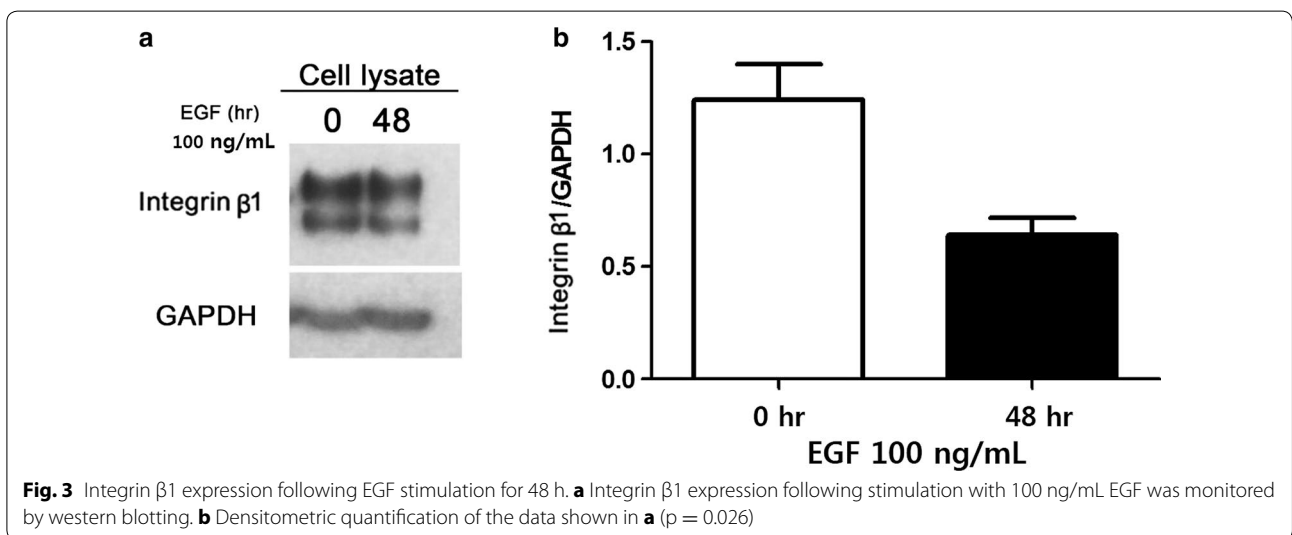 a
Cell lysate
EGF (hr) 0 48
100 ng/mL
Integrin β1
GAPDH
b
Integrin β1/GAPDH
1.5
1.0
0.5
0.0
0 hr 48 hr
EGF 100 ng/mL
Fig. 3 Integrin β1 expression following EGF stimulation for 48 h. a Integrin β1 expression following stimulation with 100 ng/mL EGF was monitored
by western blotting. b Densitometric quantification of the data shown in a (p = 0.026)